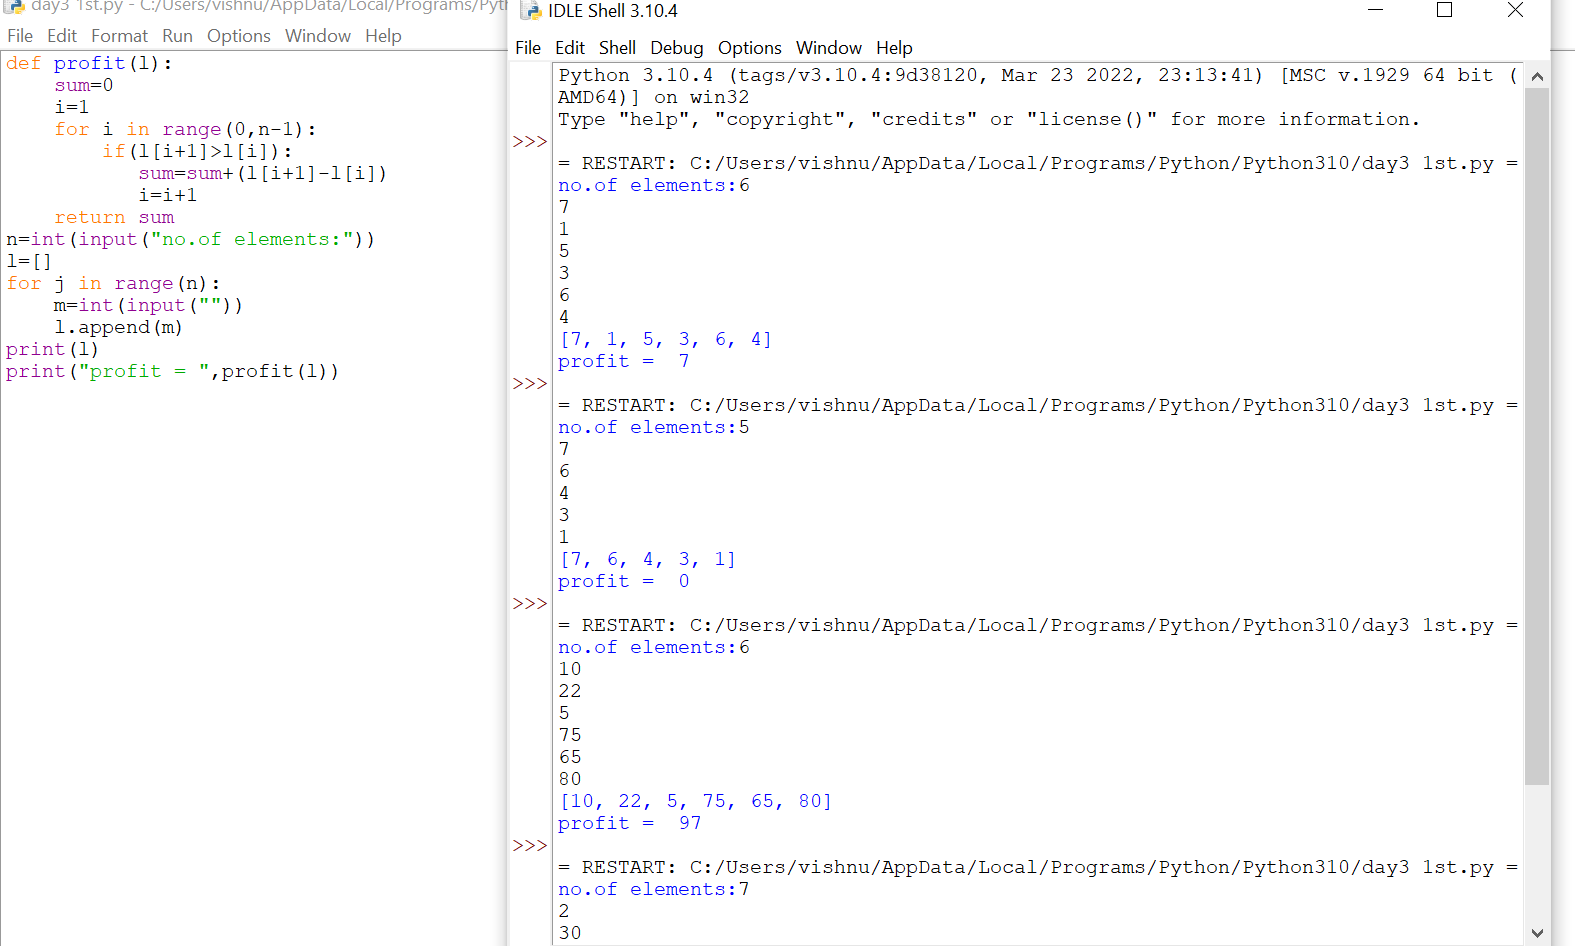 day3 1st.py - C:/Users/vishnu/AppData/Local/Programs/Pyth
File Edit Format Run Options Window Help
def profit(l):
    sum=0
    i=1
    for i in range(0,n-1):
        if(l[i+1]>l[i]):
           sum=sum+(l[i+1]-l[i])
           i=i+1
    return sum
n=int(input("no.of elements:"))
l=[]
for j in range(n):
    m=int(input(""))
    l.append(m)
print(l)
print("profit = ",profit(l))
IDLE Shell 3.10.4
File Edit Shell Debug Options Window Help
Python 3.10.4 (tags/v3.10.4:9d38120, Mar 23 2022, 23:13:41) [MSC v.1929 64 bit (
AMD64)] on win32
Type "help", "copyright", "credits" or "license()" for more information.
>>>
= RESTART: C:/Users/vishnu/AppData/Local/Programs/Python/Python310/day3 1st.py =
no.of elements:6
7
1
5
3
6
4
[7, 1, 5, 3, 6, 4]
profit =  7
>>>
= RESTART: C:/Users/vishnu/AppData/Local/Programs/Python/Python310/day3 1st.py =
no.of elements:5
7
6
4
3
1
[7, 6, 4, 3, 1]
profit =  0
>>>
= RESTART: C:/Users/vishnu/AppData/Local/Programs/Python/Python310/day3 1st.py =
no.of elements:6
10
22
5
75
65
80
[10, 22, 5, 75, 65, 80]
profit =  97
>>>
= RESTART: C:/Users/vishnu/AppData/Local/Programs/Python/Python310/day3 1st.py =
no.of elements:7
2
30